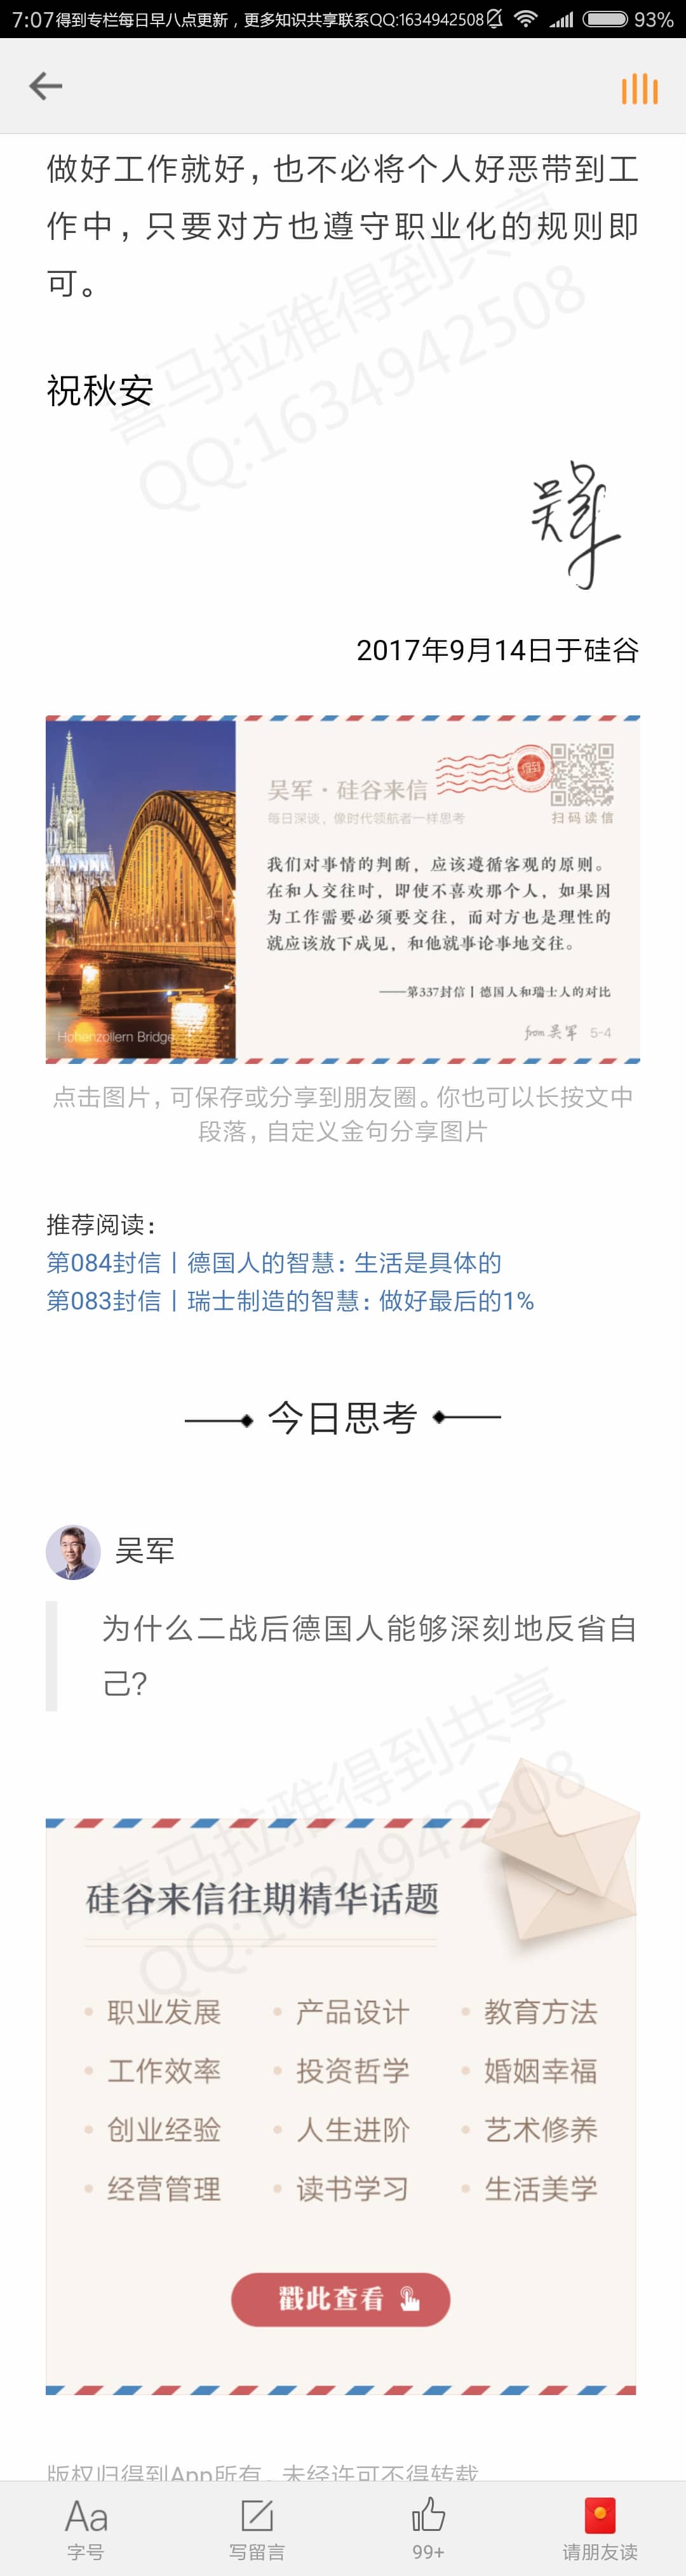 7:07得到专栏每日早八点更新，更多知识共享联系QQ:1634942508 93%
做好工作就好，也不必将个人好恶带到工
作中，只要对方也遵守职业化的规则即
可。
喜马拉雅得到共享
QQ:1634942508
祝秋安
吴军
2017年9月14日于硅谷
吴军·硅谷来信
每日深谈，像时代领航者一样思考
扫码读信
我们对事情的判断，应该遵循客观的原则。
在和人交往时，即使不喜欢那个人，如果因
为工作需要必须要交往，而对方也是理性的
就应该放下成见，和他就事论事地交往。
——第337封信丨德国人和瑞士人的对比
Hohenzollern Bridge
from 吴军 5-4
点击图片，可保存或分享到朋友圈。你也可以长按文中
段落，自定义金句分享图片
推荐阅读：
第084封信丨德国人的智慧：生活是具体的
第083封信丨瑞士制造的智慧：做好最后的1%
今日思考
吴军
为什么二战后德国人能够深刻地反省自
己?
喜马拉雅得到共享
QQ:1634942508
硅谷来信往期精华话题
• 职业发展 • 产品设计 • 教育方法
• 工作效率 • 投资哲学 • 婚姻幸福
• 创业经验 • 人生进阶 • 艺术修养
• 经营管理 • 读书学习 • 生活美学
戳此查看
版权归得到App所有，未经许可不得转载
Aa
字号 写留言 99+ 请朋友读